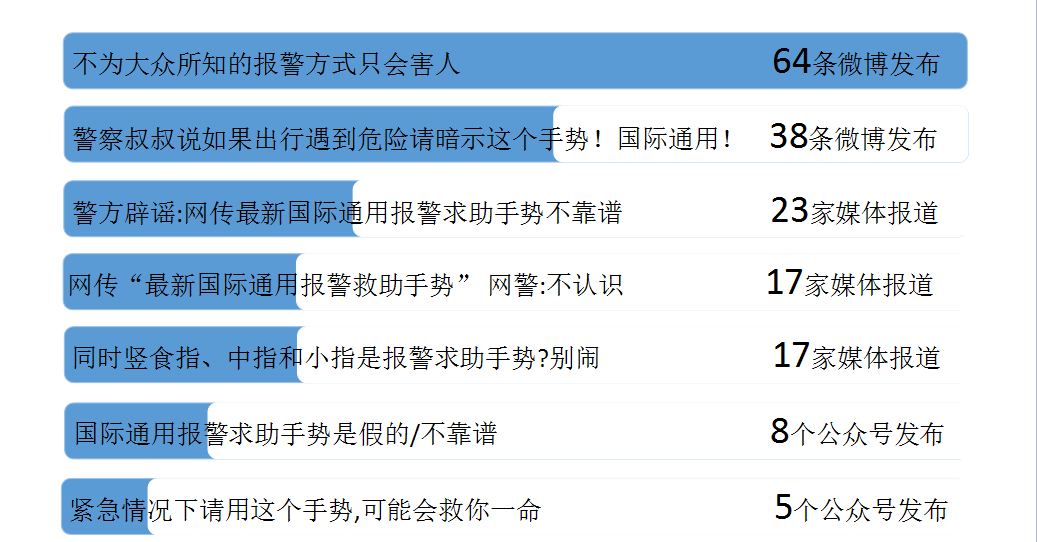 不为大众所知的报警方式只会害人 64条微博发布
警察叔叔说如果出行遇到危险请暗示这个手势！国际通用！ 38条微博发布
警方辟谣:网传最新国际通用报警求助手势不靠谱 23家媒体报道
网传“最新国际通用报警救助手势” 网警:不认识 17家媒体报道
同时竖食指、中指和小指是报警求助手势?别闹 17家媒体报道
国际通用报警求助手势是假的/不靠谱 8个公众号发布
紧急情况下请用这个手势,可能会救你一命 5个公众号发布